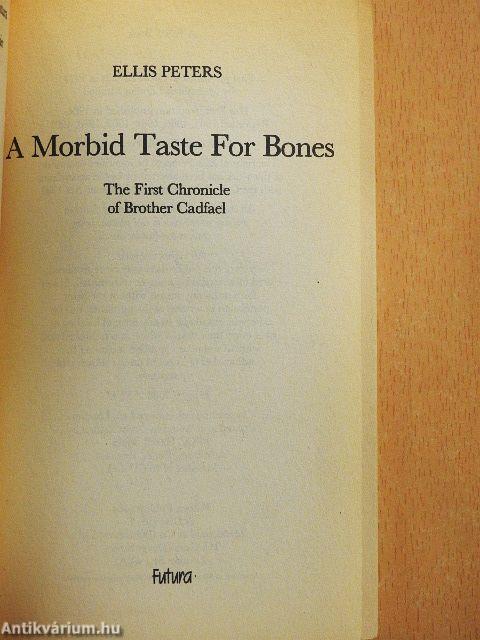 ELLIS PETERS
A Morbid Taste For Bones
The First Chronicle
of Brother Cadfael
Futura
Antikvárium.hu